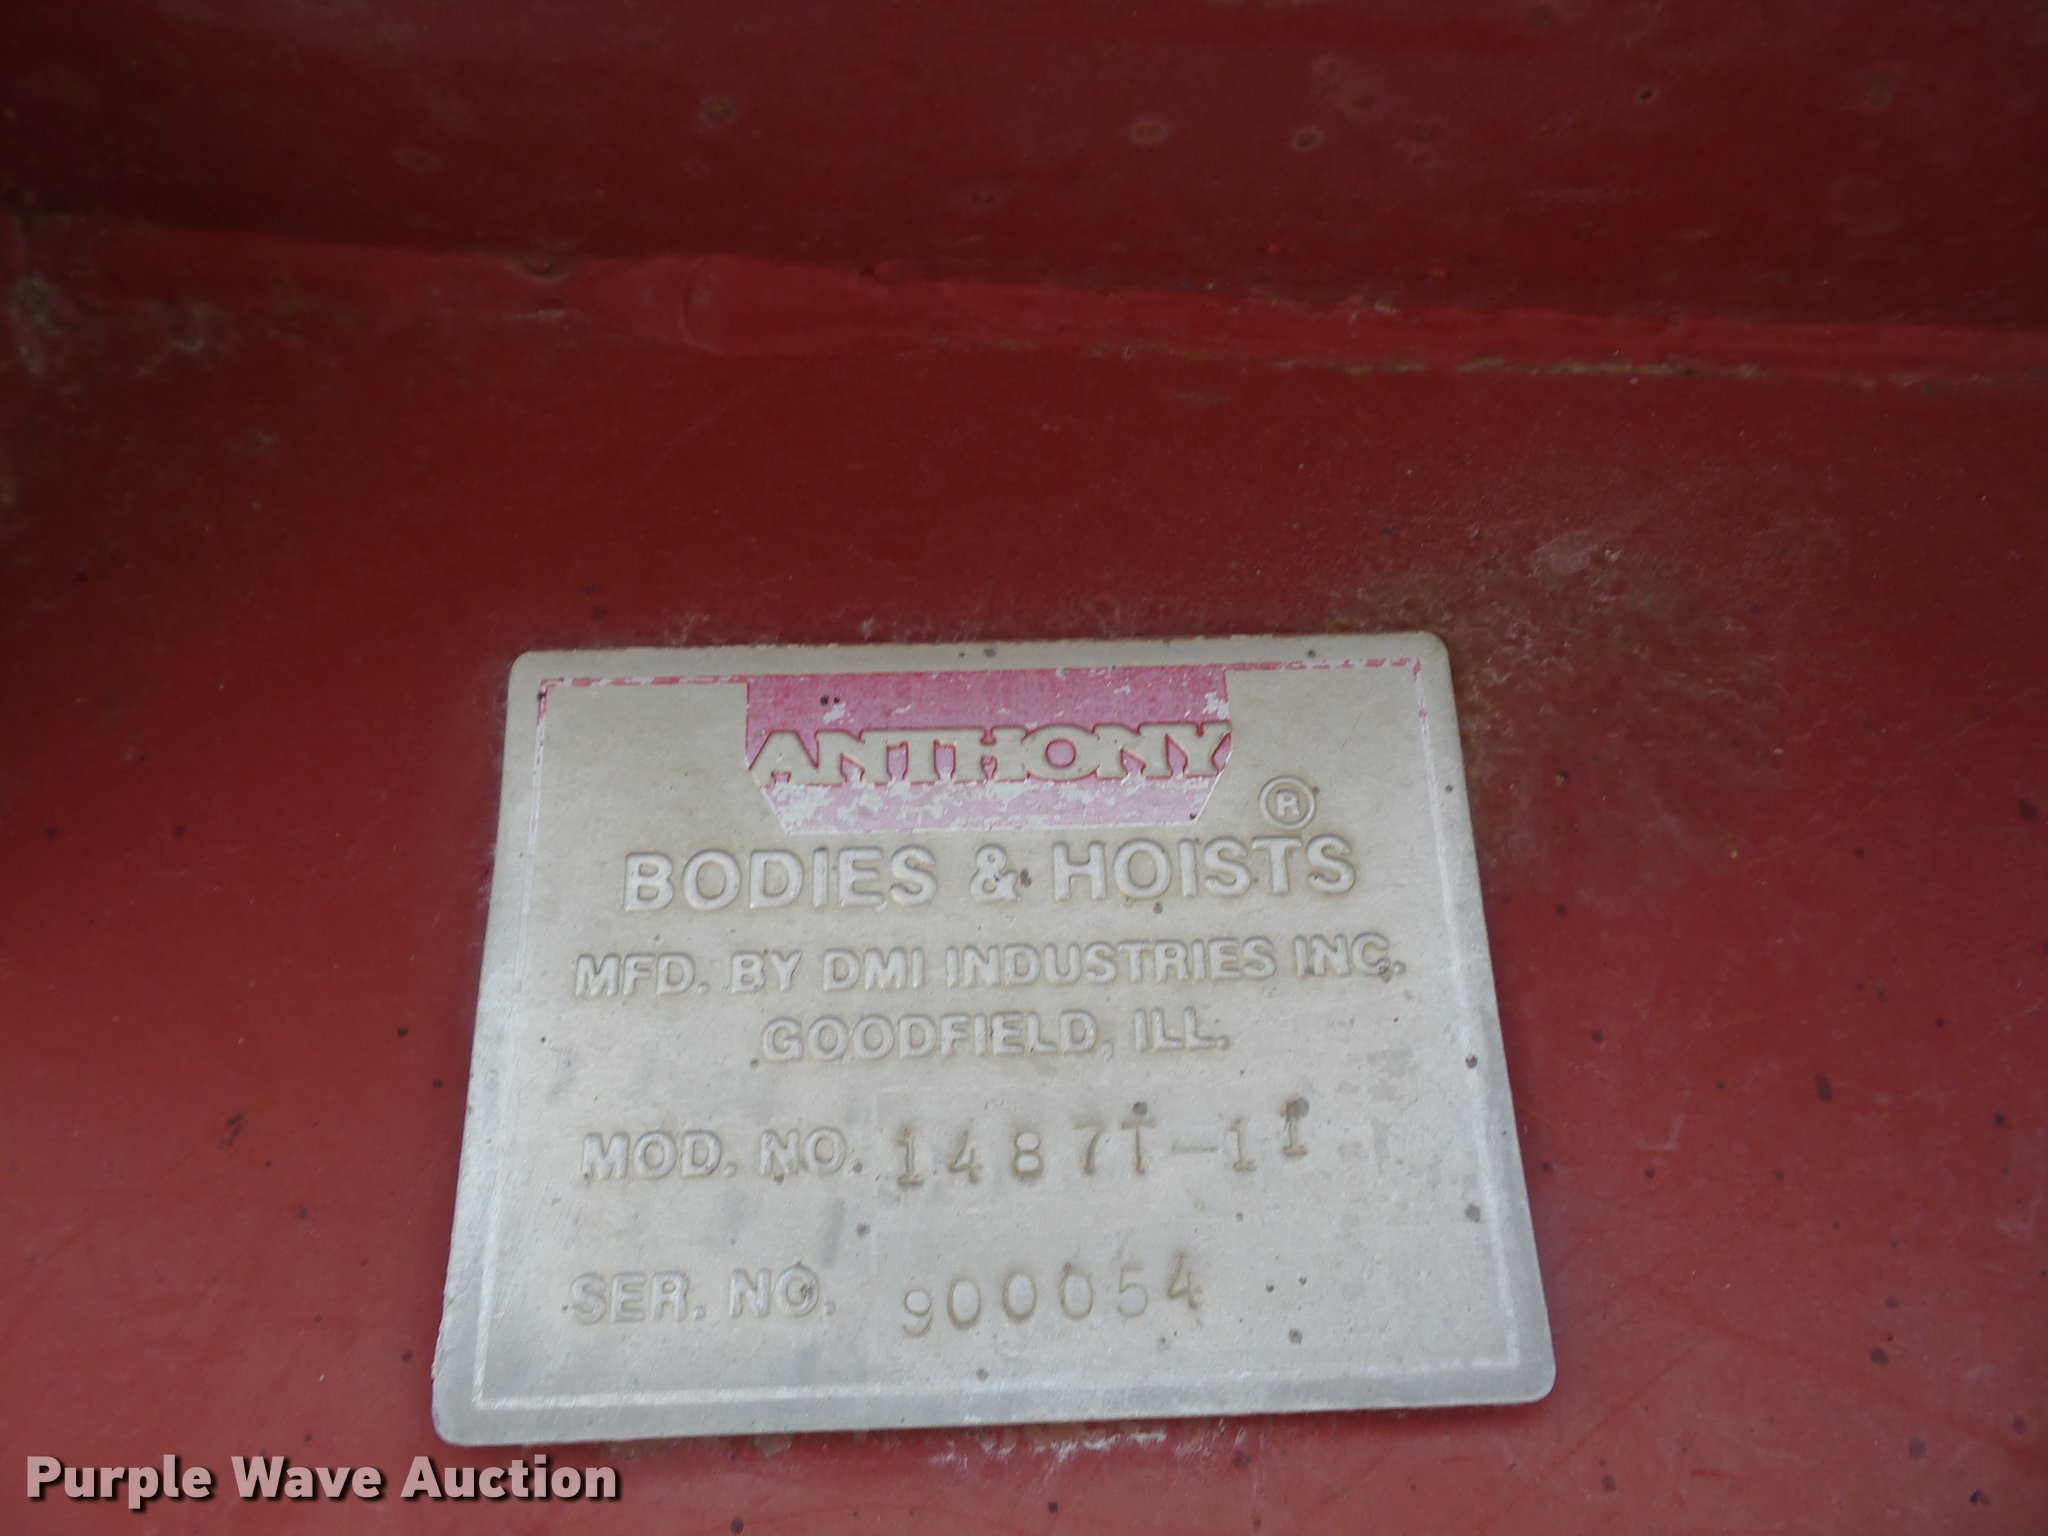 ANTHONY
®
BODIES & HOISTS
MFD. BY DMI INDUSTRIES INC.
GOODFIELD, ILL.
MOD. NO. 1487T-11
SER. NO. 900054
Purple Wave Auction